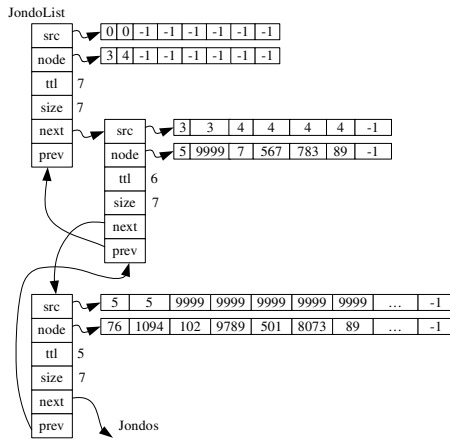 JondoList
src 0 0 -1 -1 -1 -1 -1
node 3 4 -1 -1 -1 -1 -1
ttl 7
size 7
next
prev
src 3 3 4 4 4 4 -1
node 5 9999 7 567 783 89 -1
ttl 6
size 7
next
prev
src 5 5 9999 9999 9999 9999 9999 ... -1
node 76 1094 102 9789 501 8073 89 ... -1
ttl 5
size 7
next
prev
Jondos